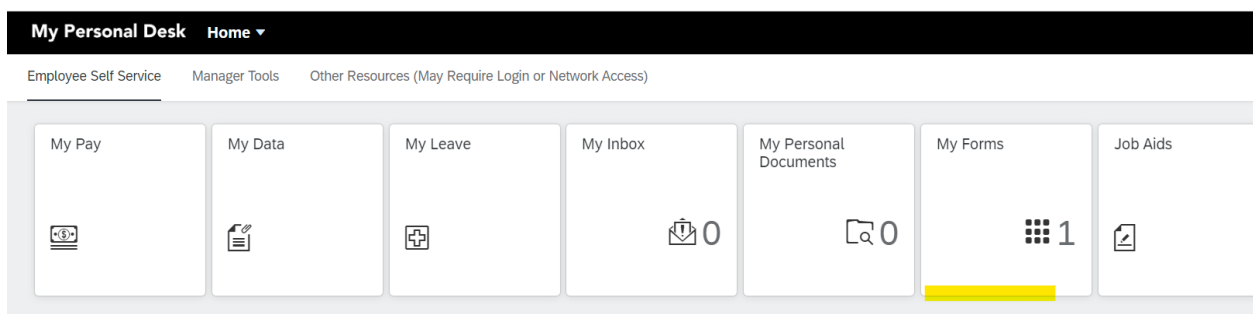 My Personal Desk Home
Employee Self Service Manager Tools Other Resources (May Require Login or Network Access)
My Pay
My Data
My Leave
My Inbox
0
My Personal
Documents
0
My Forms
1
Job Aids